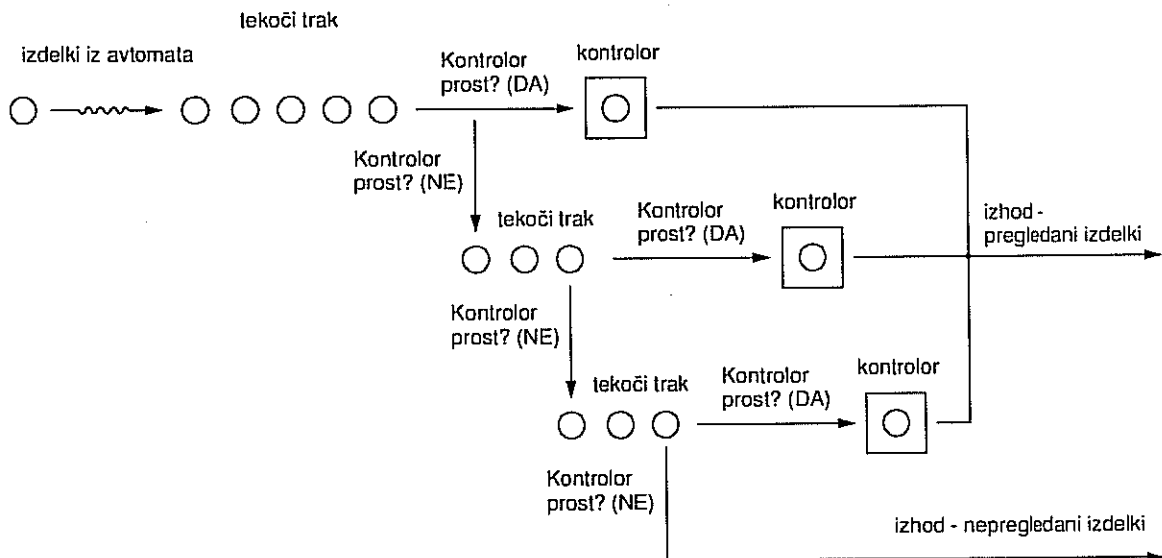 tekoči trak
izdelki iz avtomata
Kontrolor
prost? (DA)
kontrolor
Kontrolor
prost? (NE)
tekoči trak
Kontrolor
prost? (DA)
kontrolor
izhod -
pregledani izdelki
Kontrolor
prost? (NE)
tekoči trak
Kontrolor
prost? (DA)
kontrolor
Kontrolor
prost? (NE)
izhod - nepregledani izdelki